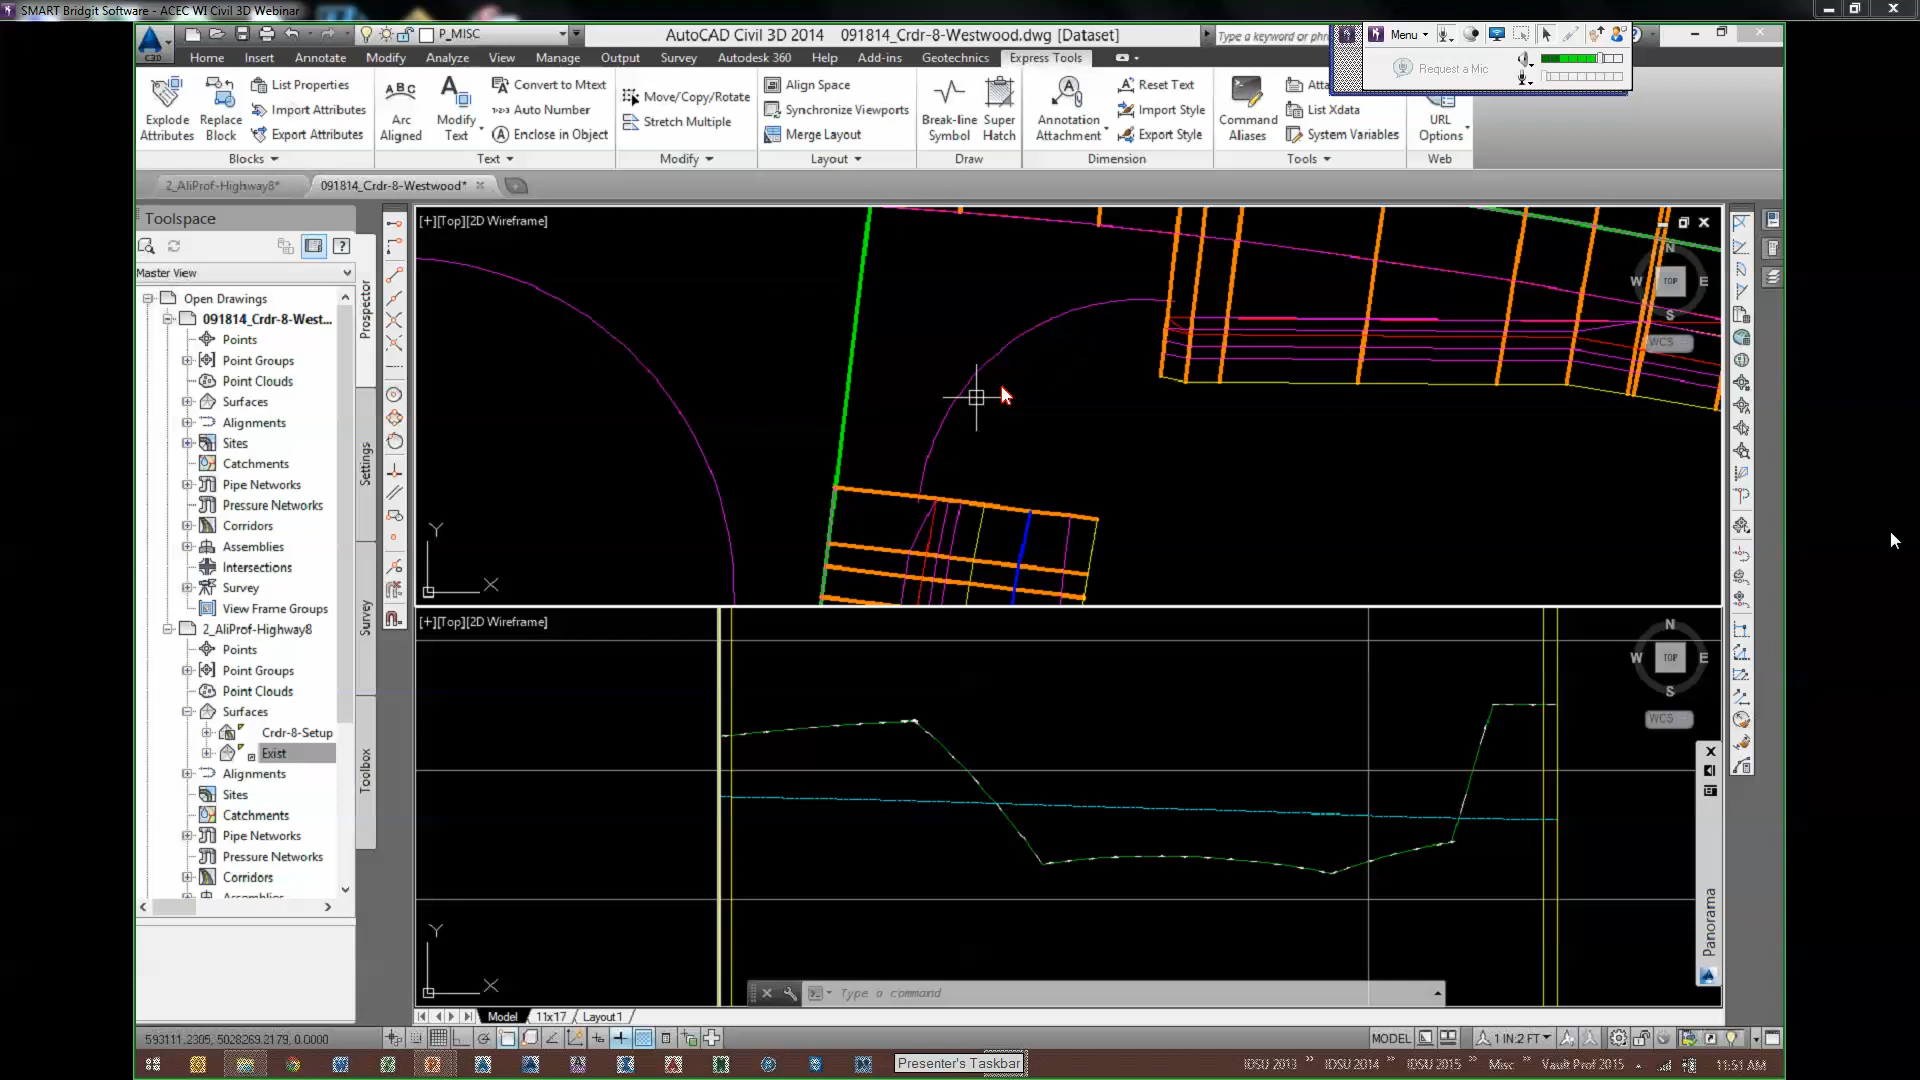 SMART Bridgit Software - ACEC WI Civil 3D Webinar
P_MISC
AutoCAD Civil 3D 2014 091814_Crdr-8-Westwood.dwg [Dataset]
Type a keyword or phr
Menu
Request a Mic
C3D
Home Insert Annotate Modify Analyze View Manage Output Survey Autodesk 360 Help Add-ins Geotechnics Express Tools
Explode Attributes
Replace Block
List Properties
Import Attributes
Export Attributes
ABC
Arc Aligned
Modify Text
Convert to Mtext
Auto Number
Enclose in Object
Move/Copy/Rotate
Stretch Multiple
Align Space
Synchronize Viewports
Merge Layout
Break-line Symbol
Super Hatch
Annotation Attachment
Reset Text
Import Style
Export Style
Command Aliases
Atta
List Xdata
System Variables
URL Options
Blocks Text Modify Layout Draw Dimension Tools Web
2_AliProf-Highway8* 091814_Crdr-8-Westwood*
Toolspace
Master View
Open Drawings
091814_Crdr-8-West...
Points
Point Groups
Point Clouds
Surfaces
Alignments
Sites
Catchments
Pipe Networks
Pressure Networks
Corridors
Assemblies
Intersections
Survey
View Frame Groups
2_AliProf-Highway8
Points
Point Groups
Point Clouds
Surfaces
Crdr-8-Setup
Exist
Alignments
Sites
Catchments
Pipe Networks
Pressure Networks
Corridors
Assemblies
Prospector
Settings
Survey
Toolbox
[+][Top][2D Wireframe]
N
W TOP E
S
WCS
Y
X
[+][Top][2D Wireframe]
N
W TOP E
S
WCS
Y
X
Panorama
Type a command
Model 11x17 Layout1
593111.2305, 5028269.2179, 0.0000
MODEL
1 IN:2 FT
Presenter's Taskbar
IDSU 2013 IDSU 2014 IDSU 2015 Misc Vault Prof 2015
11:51 AM